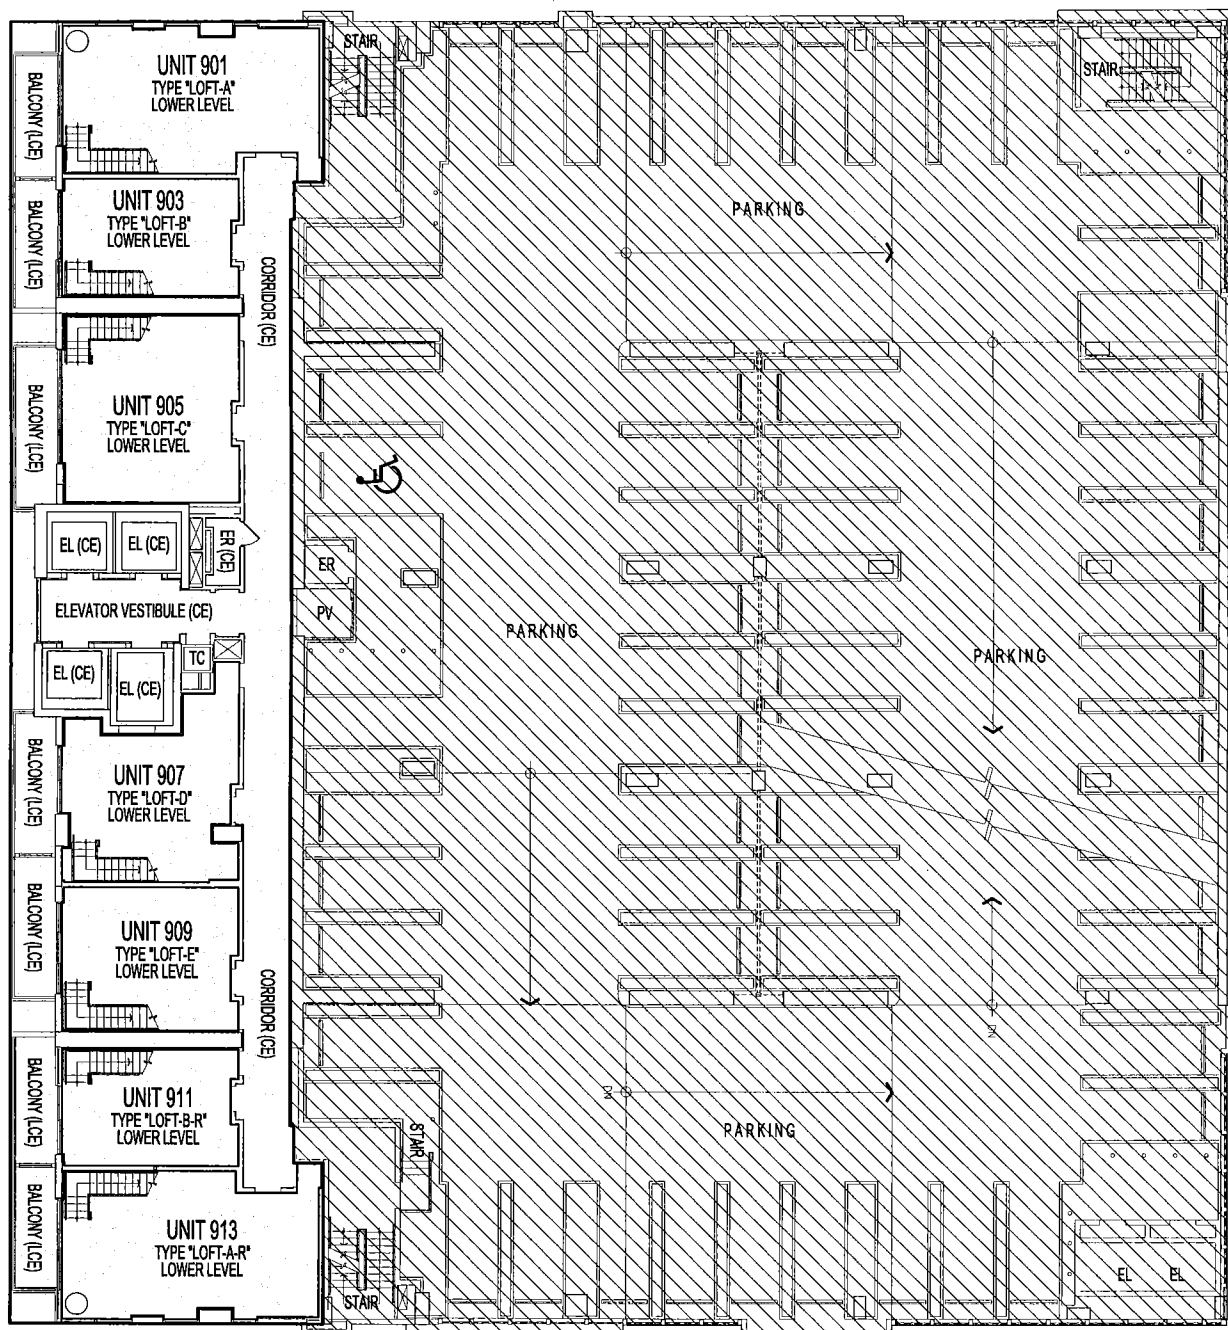 STAIR
UNIT 901
TYPE "LOFT-A"
LOWER LEVEL
BALCONY (LCE)
STAIR
UNIT 903
TYPE "LOFT-B"
LOWER LEVEL
BALCONY (LCE)
PARKING
CORRIDOR (CE)
UNIT 905
TYPE "LOFT-C"
LOWER LEVEL
BALCONY (LCE)
EL (CE)
EL (CE)
ER (CE)
ER
ELEVATOR VESTIBULE (CE)
PV
PARKING
PARKING
TC
EL (CE)
EL (CE)
UNIT 907
TYPE "LOFT-D"
LOWER LEVEL
BALCONY (LCE)
UNIT 909
TYPE "LOFT-E"
LOWER LEVEL
BALCONY (LCE)
CORRIDOR (CE)
DN
UNIT 911
TYPE "LOFT-B-R"
LOWER LEVEL
BALCONY (LCE)
DN
STAIR
PARKING
UNIT 913
TYPE "LOFT-A-R"
LOWER LEVEL
BALCONY (LCE)
STAIR
EL
EL